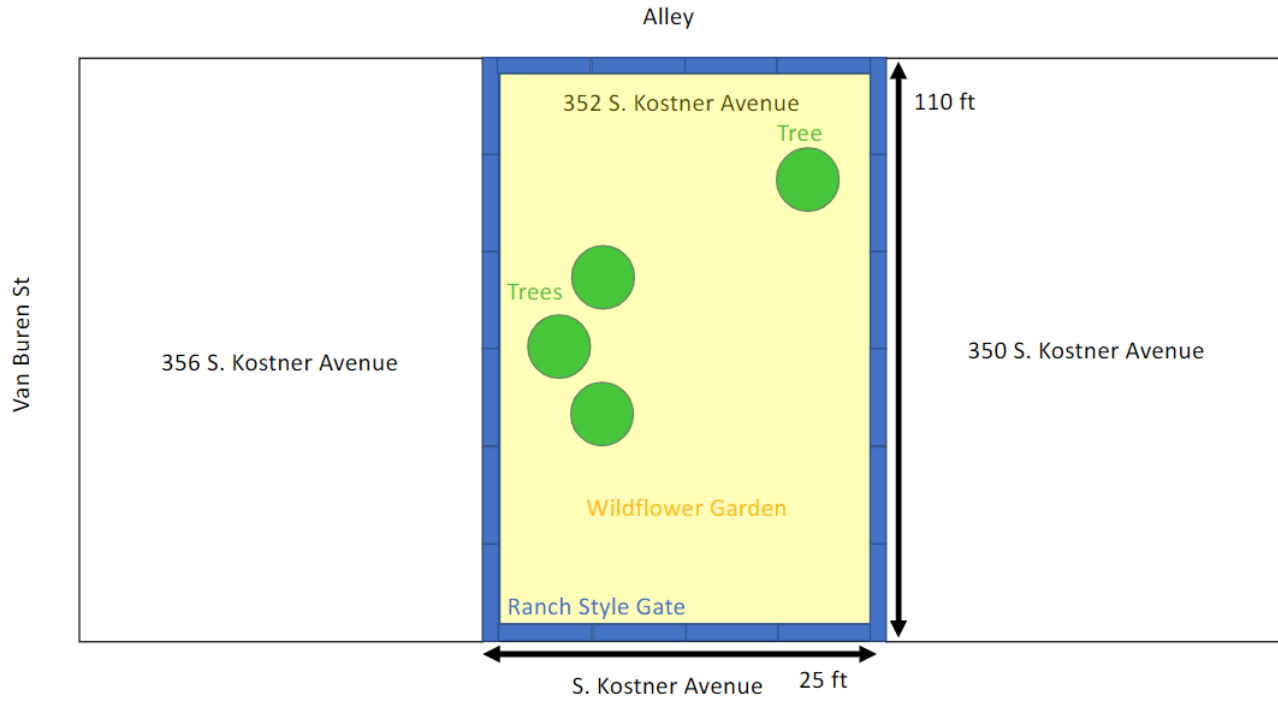 Alley
352 S. Kostner Avenue
110 ft
Tree
Van Buren St
Trees
356 S. Kostner Avenue
350 S. Kostner Avenue
Wildflower Garden
Ranch Style Gate
S. Kostner Avenue
25 ft